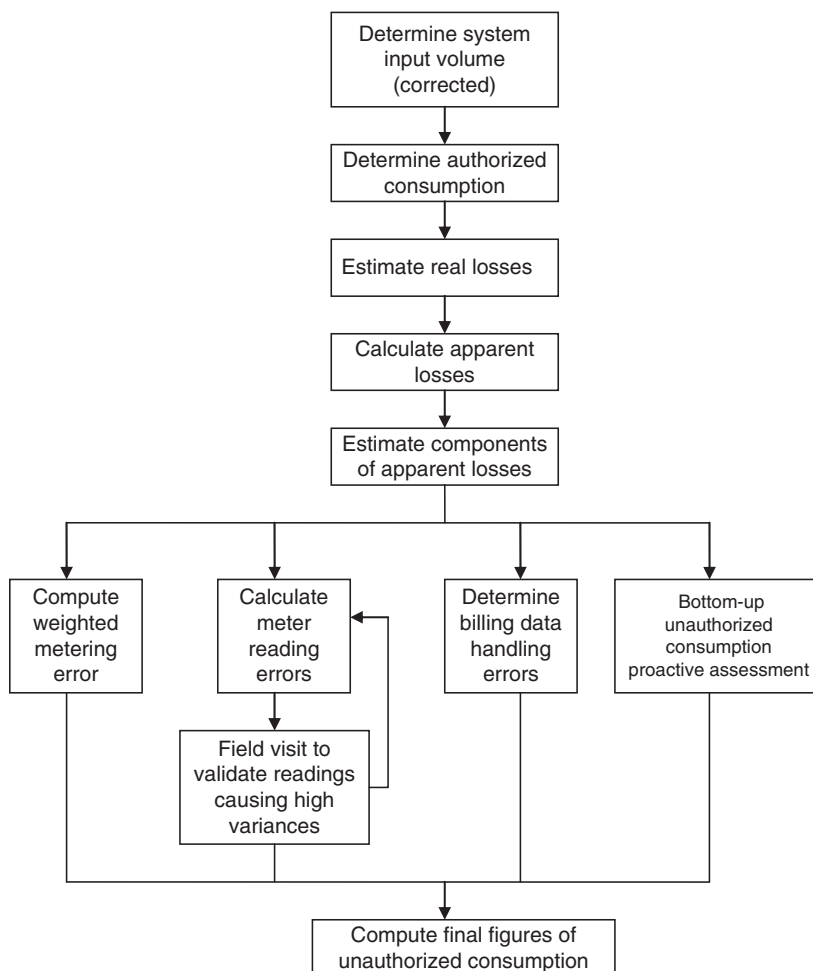 Determine system
input volume
(corrected)
Determine authorized
consumption
Estimate real losses
Calculate apparent
losses
Estimate components
of apparent losses
Compute
weighted
metering
error
Calculate
meter
reading
errors
Determine
billing data
handling
errors
Bottom-up
unauthorized
consumption
proactive assessment
Field visit to
validate readings
causing high
variances
Compute final figures of
unauthorized consumption